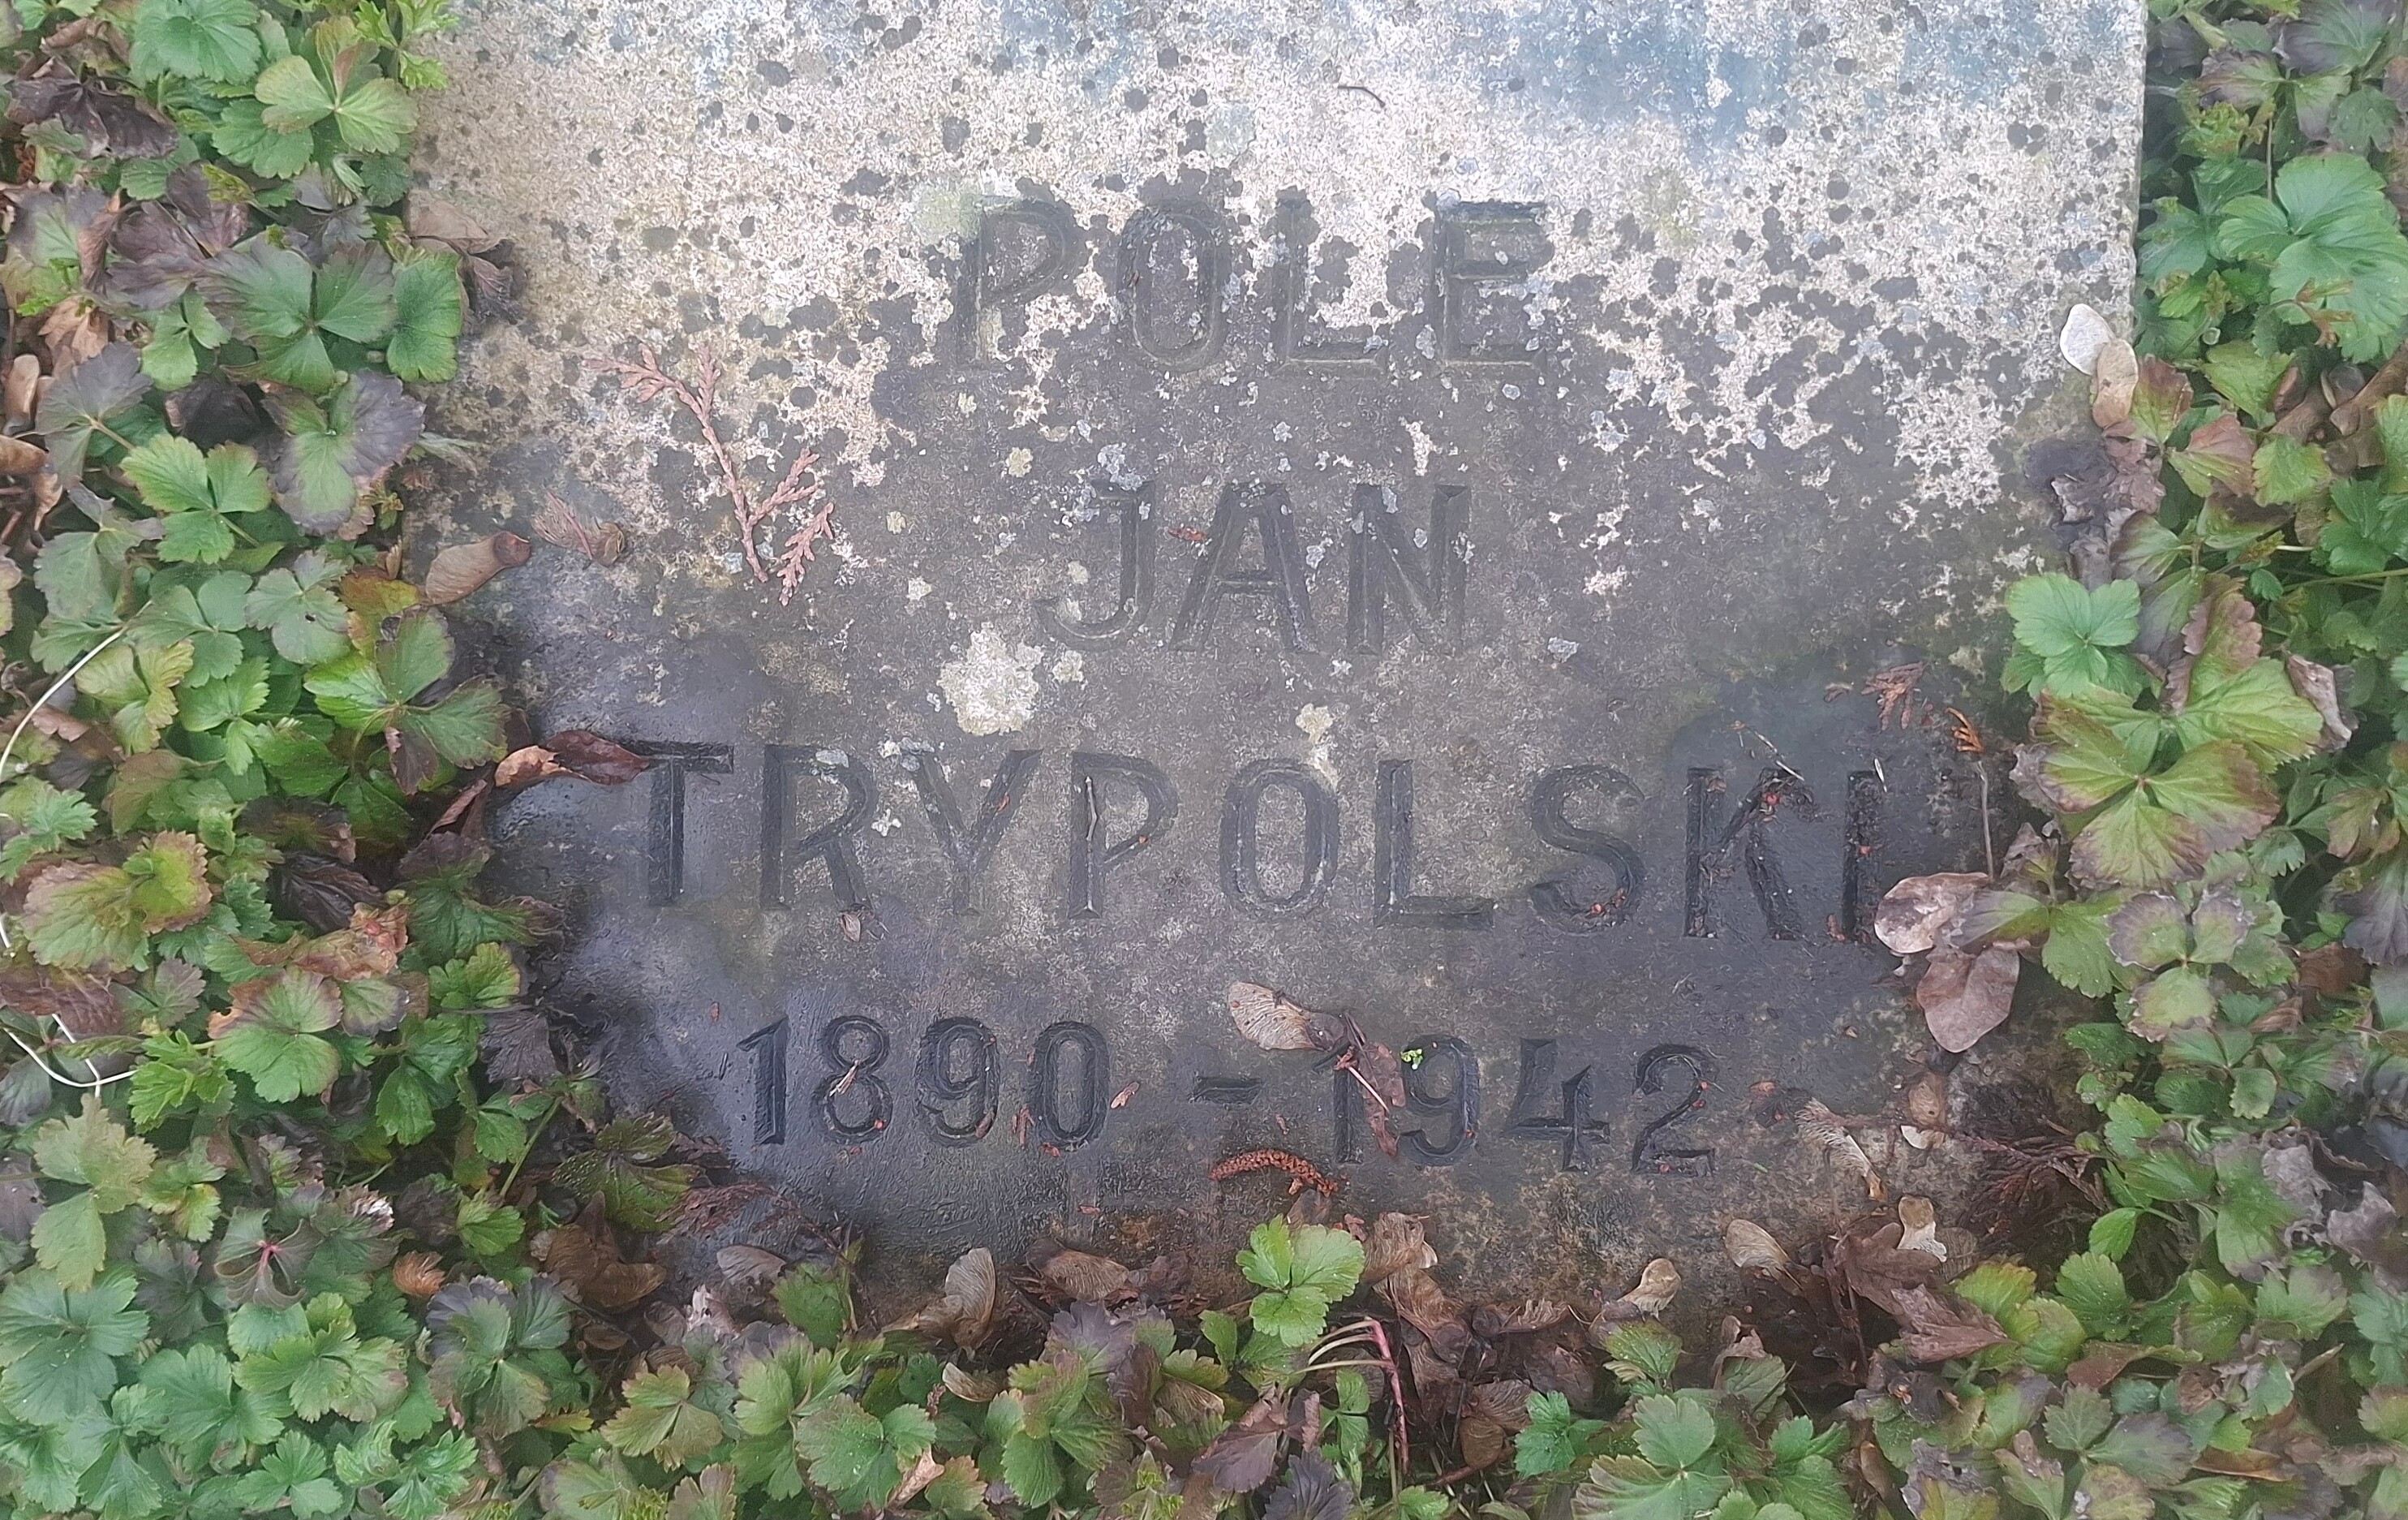 POLE
JAN
TRYPOLSKI
1890 - 1942